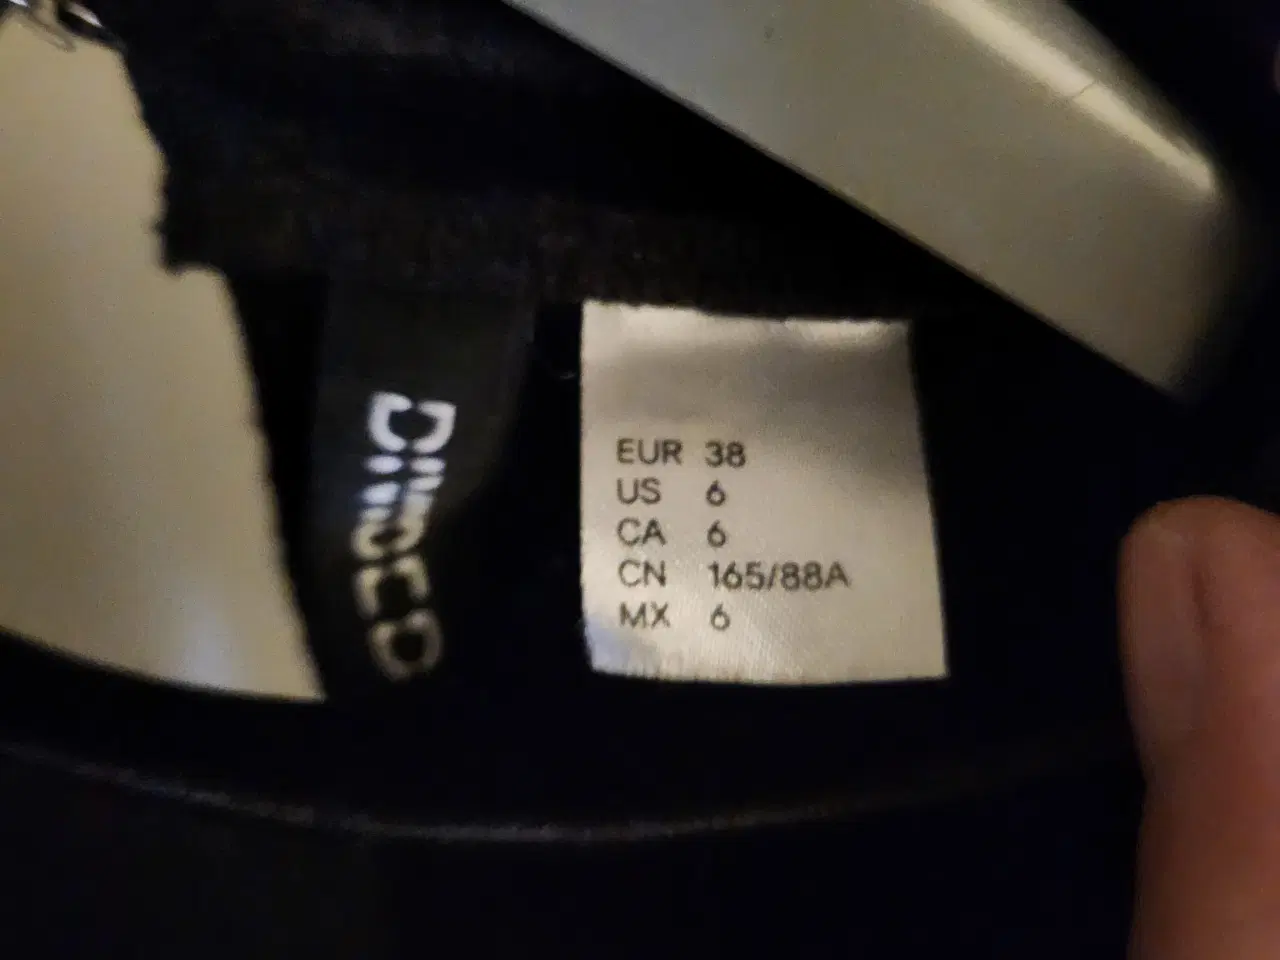 DIVIDED
EUR 38
US 6
CA 6
CN 165/88A
MX 6